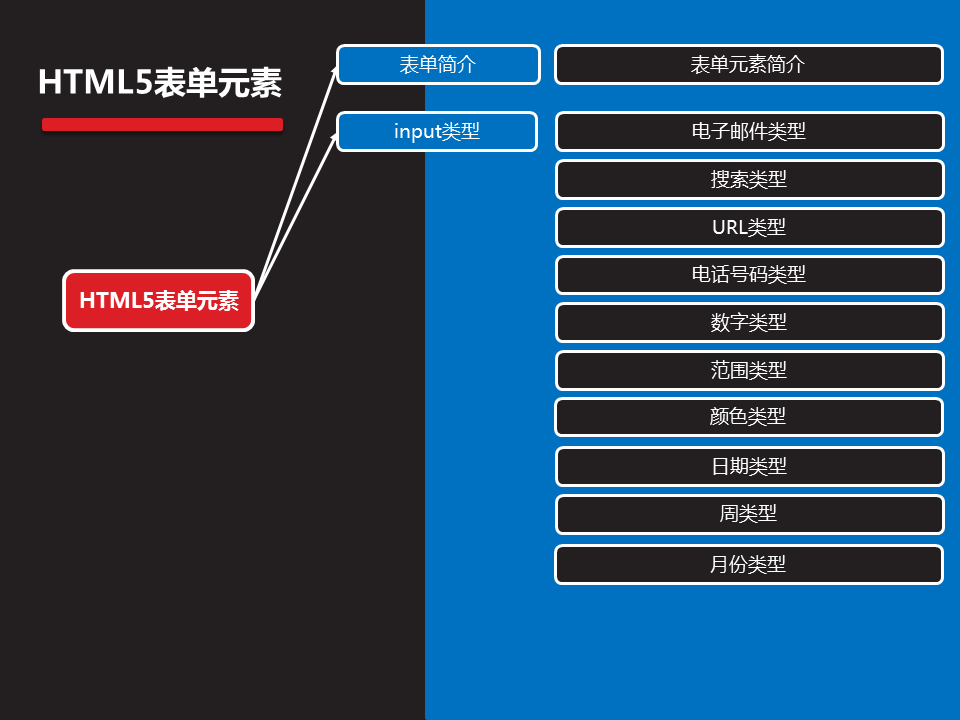 HTML5表单元素
HTML5表单元素
表单简介
表单元素简介
input类型
电子邮件类型
搜索类型
URL类型
电话号码类型
数字类型
范围类型
颜色类型
日期类型
周类型
月份类型